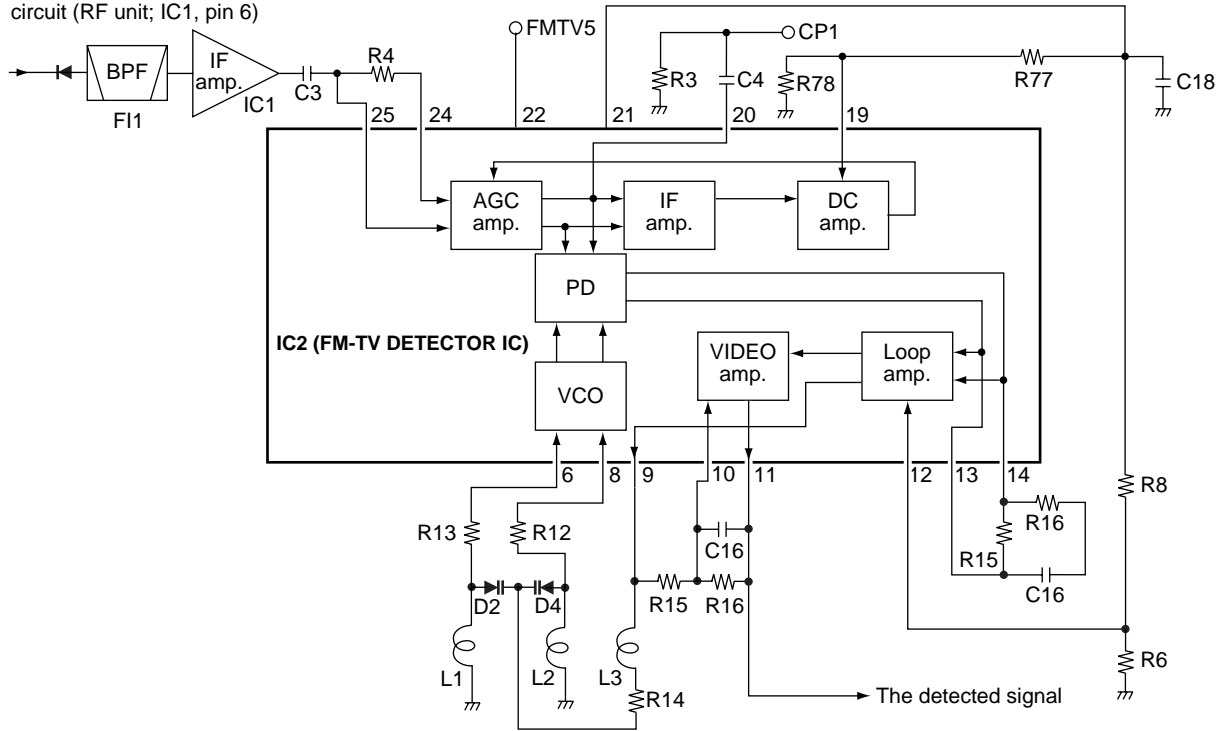 circuit (RF unit; IC1, pin 6)
FMTV5
CP1
BPF
FI1
IF
amp.
IC1
C3
R4
R3
C4
R78
R77
C18
25
24
22
21
20
19
AGC
amp.
IF
amp.
DC
amp.
PD
IC2 (FM-TV DETECTOR IC)
VCO
VIDEO
amp.
Loop
amp.
6
8
9
10
11
12
13
14
R8
R13
R12
C16
R16
R15
C16
D2
D4
R15
R16
L1
L2
L3
R14
R6
The detected signal